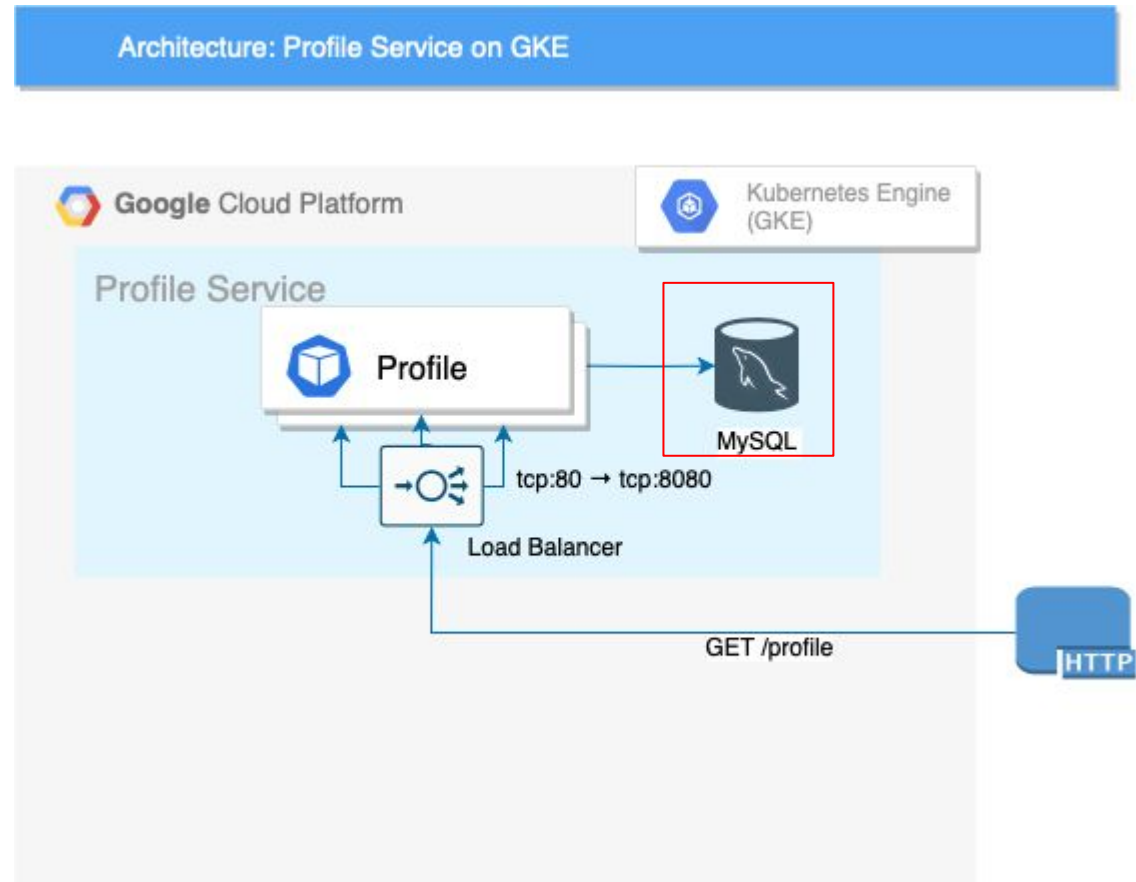 Architecture: Profile Service on GKE
Google Cloud Platform
Kubernetes Engine
(GKE)
Profile Service
Profile
MySQL
tcp:80 → tcp:8080
Load Balancer
GET /profile
HTTP